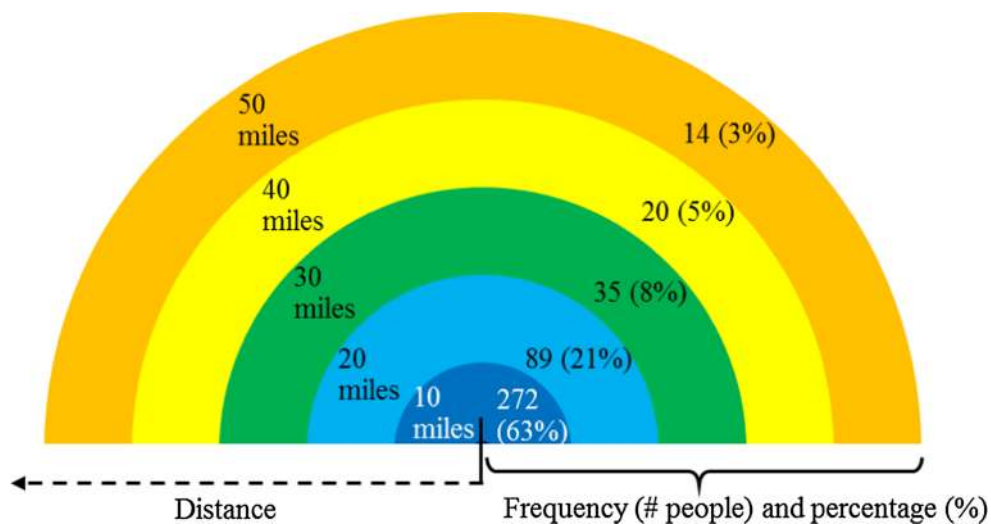 50
miles
14 (3%)
40
miles
20 (5%)
30
miles
35 (8%)
20
miles
89 (21%)
10
miles
272
(63%)
Distance
Frequency (# people) and percentage (%)